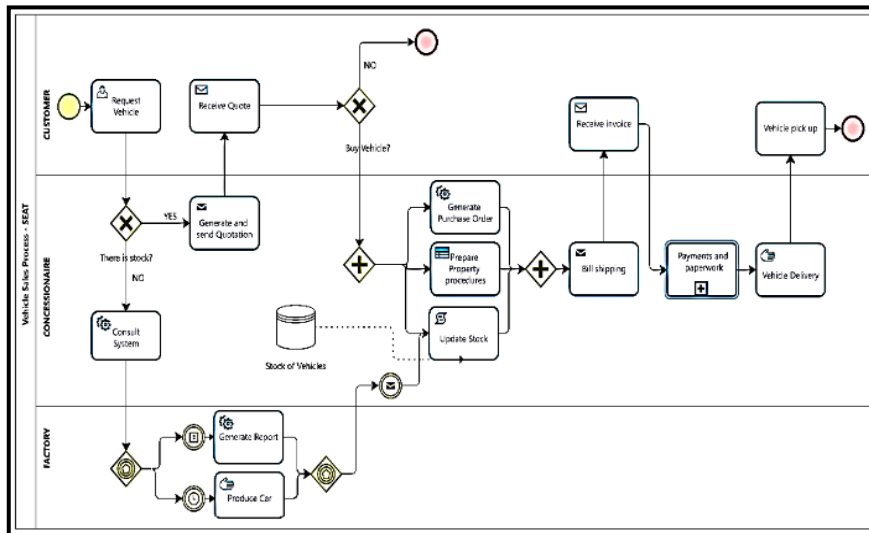 Vehicle Sales Process - SEAT
CUSTOMER
Request
Vehicle
Receive Quote
NO
Buy Vehicle?
Receive invoice
Vehicle pick up
CONCESSIONAIRE
YES
Generate and
send Quotation
There is stock?
NO
Consult
System
Stock of Vehicles
Generate
Purchase Order
Prepare
Property
procedures
Update Stock
Bill shipping
Payments and
paperwork
Vehicle Delivery
FACTORY
Generate Report
Produce Car